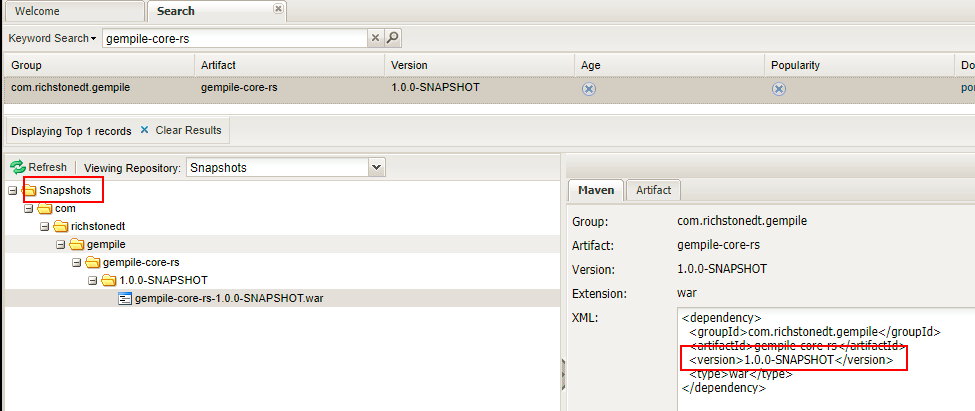 Welcome
Search
Keyword Search
gempile-core-rs
Group Artifact Version Age Popularity
com.richstonedt.gempile gempile-core-rs 1.0.0-SNAPSHOT
Displaying Top 1 records Clear Results
Refresh Viewing Repository: Snapshots
Snapshots
com
richstonedt
gempile
gempile-core-rs
1.0.0-SNAPSHOT
gempile-core-rs-1.0.0-SNAPSHOT.war
Maven Artifact
Group: com.richstonedt.gempile
Artifact: gempile-core-rs
Version: 1.0.0-SNAPSHOT
Extension: war
XML:
<dependency>
<groupId>com.richstonedt.gempile</groupId>
<artifactId>gempile-core-rs</artifactId>
<version>1.0.0-SNAPSHOT</version>
<type>war</type>
</dependency>